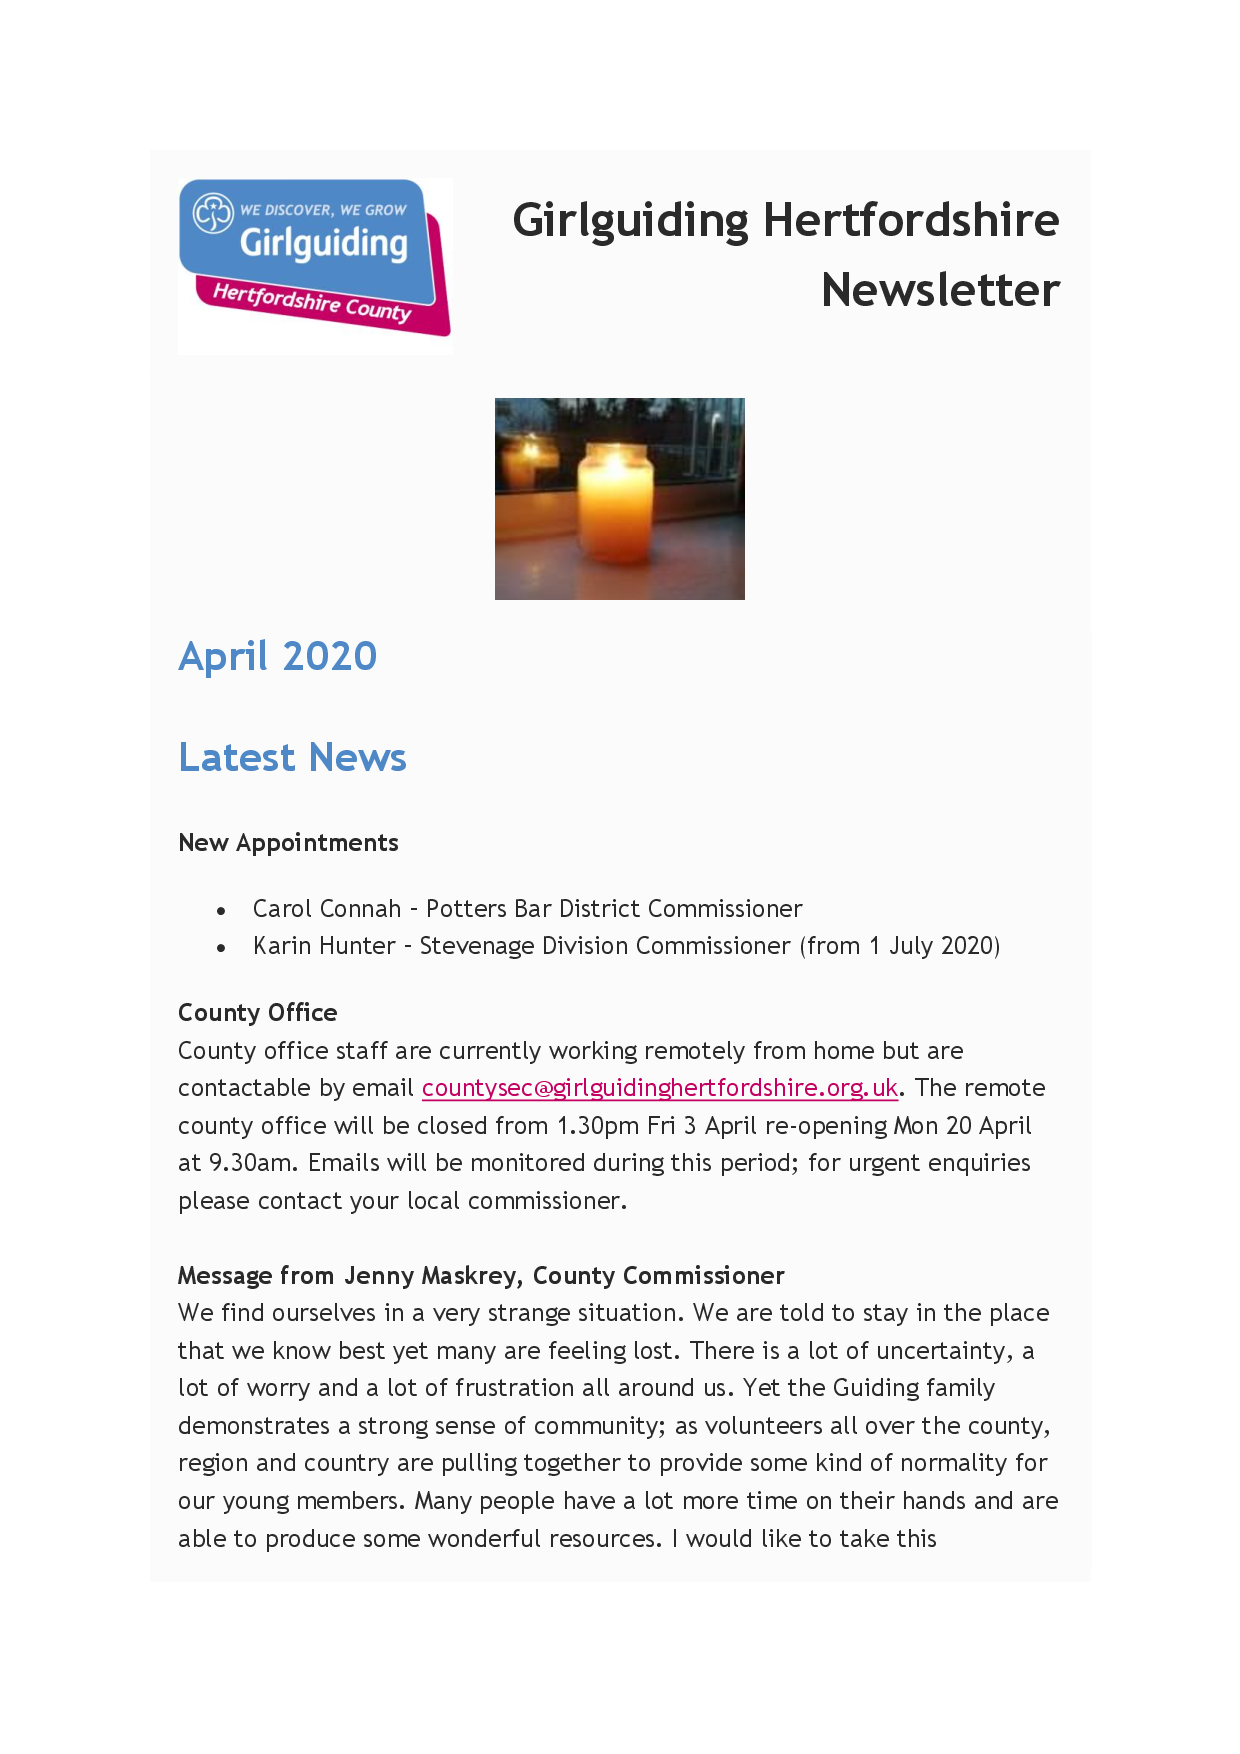 WE DISCOVER, WE GROW
Girlguiding
Hertfordshire County
Girlguiding Hertfordshire
Newsletter
April 2020
Latest News
New Appointments
• Carol Connah – Potters Bar District Commissioner
• Karin Hunter – Stevenage Division Commissioner (from 1 July 2020)
County Office
County office staff are currently working remotely from home but are
contactable by email countysec@girlguidinghertfordshire.org.uk. The remote
county office will be closed from 1.30pm Fri 3 April re-opening Mon 20 April
at 9.30am. Emails will be monitored during this period; for urgent enquiries
please contact your local commissioner.
Message from Jenny Maskrey, County Commissioner
We find ourselves in a very strange situation. We are told to stay in the place
that we know best yet many are feeling lost. There is a lot of uncertainty, a
lot of worry and a lot of frustration all around us. Yet the Guiding family
demonstrates a strong sense of community; as volunteers all over the county,
region and country are pulling together to provide some kind of normality for
our young members. Many people have a lot more time on their hands and are
able to produce some wonderful resources. I would like to take this